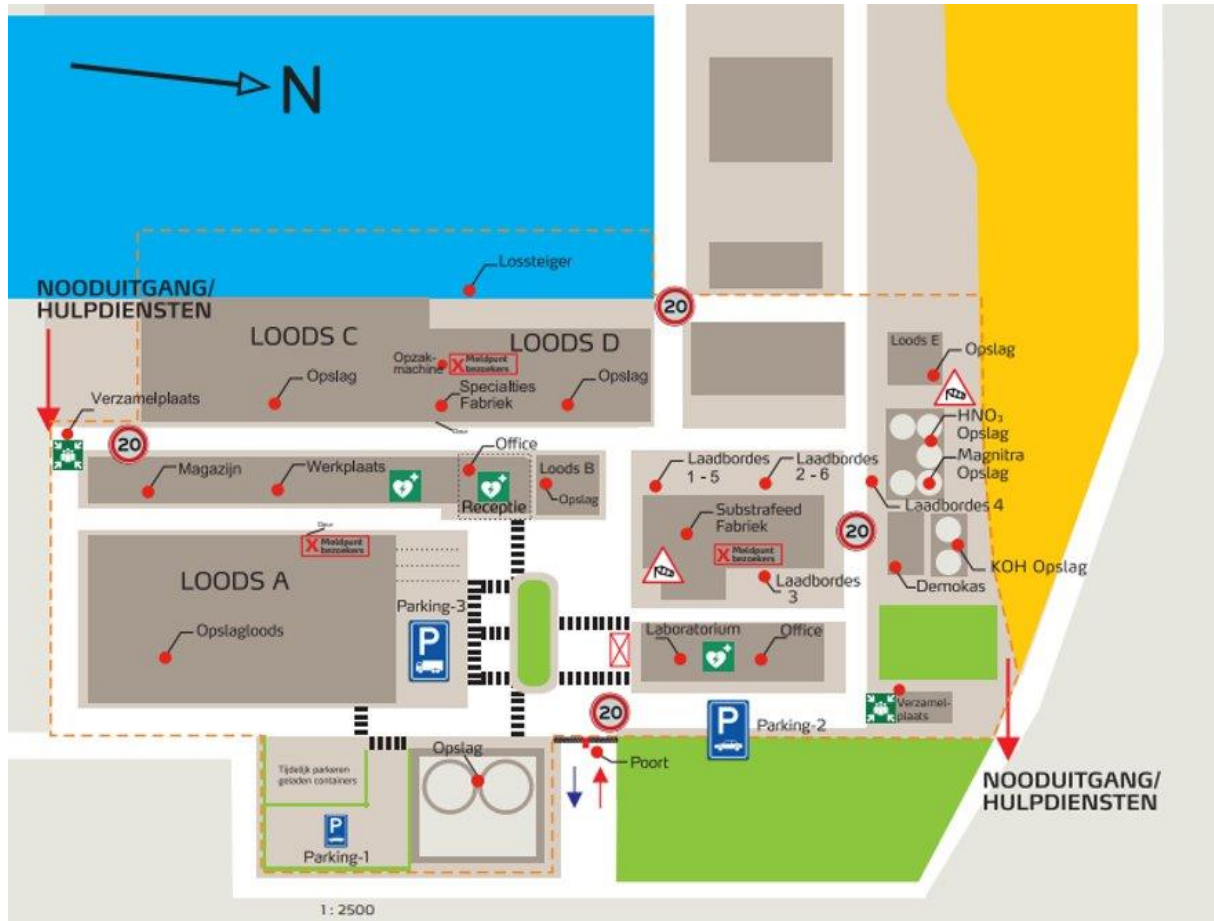 N
NOODUITGANG/
HULPDIENSTEN
Verzamelplaats
20
LOODS C
Opslag
Lossteiger
LOODS D
Opzak-
machine
X Meldpunt
bezoekers
Specialties
Fabriek
Opslag
Deur
20
Loods E
Opslag
HNO₃
Opslag
Magnitra
Opslag
Laadbordes 4
KOH Opslag
Demokas
Magazijn
Werkplaats
Office
Receptie
Loods B
Opslag
Laadbordes
1 - 5
Laadbordes
2 - 6
Substrafeed
Fabriek
X Meldpunt
bezoekers
Laadbordes
3
20
Deur
X Meldpunt
bezoekers
LOODS A
Opslagloods
Parking-3
P
Laboratorium
Office
20
P
Parking-2
Verzamel-
plaats
Poort
Opslag
Tijdelijk parkeren
geladen containers
P
Parking-1
NOODUITGANG/
HULPDIENSTEN
1 : 2500